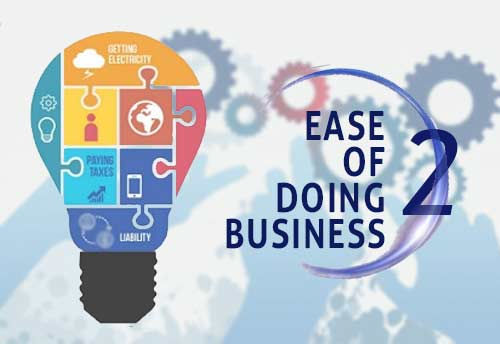 GETTING
ELECTRICITY
PAYING
TAXES
LIABILITY
EASE
OF
DOING
BUSINESS
2